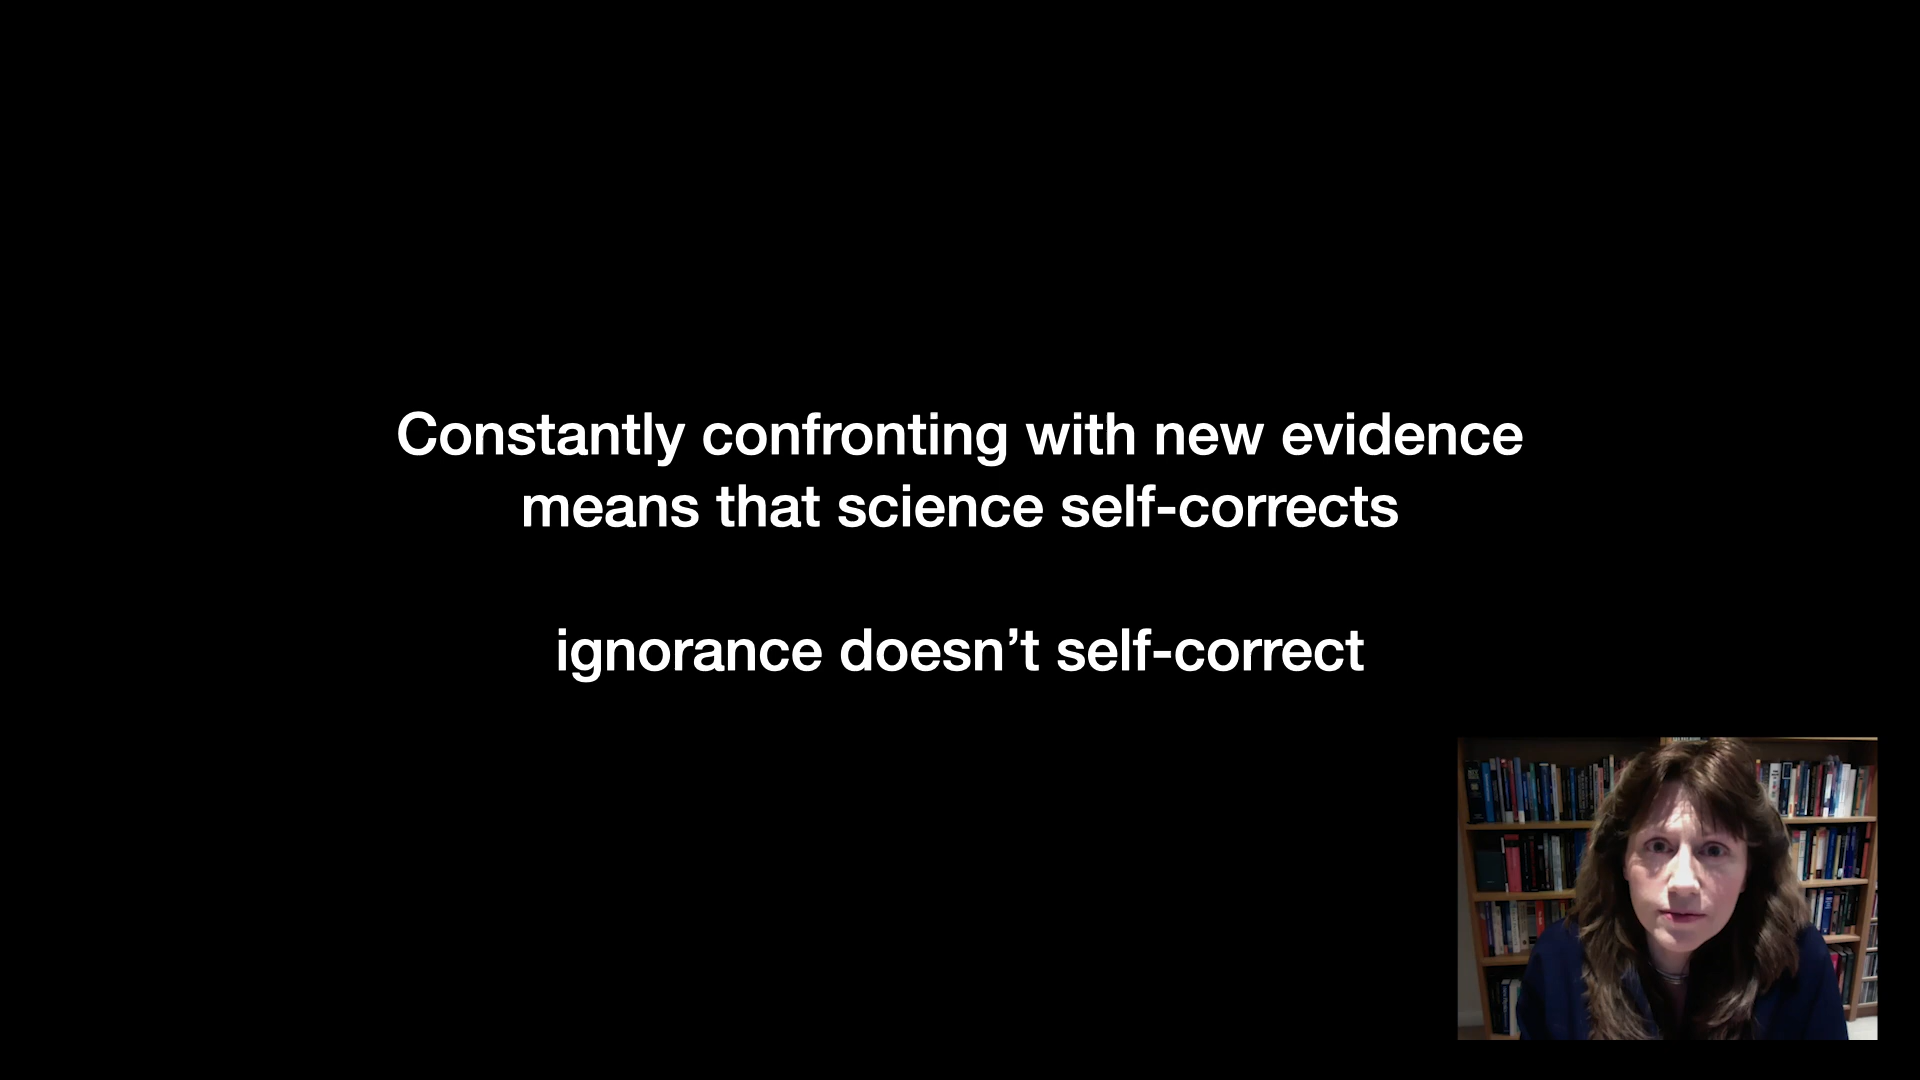 Constantly confronting with new evidence
means that science self-corrects
ignorance doesn’t self-correct